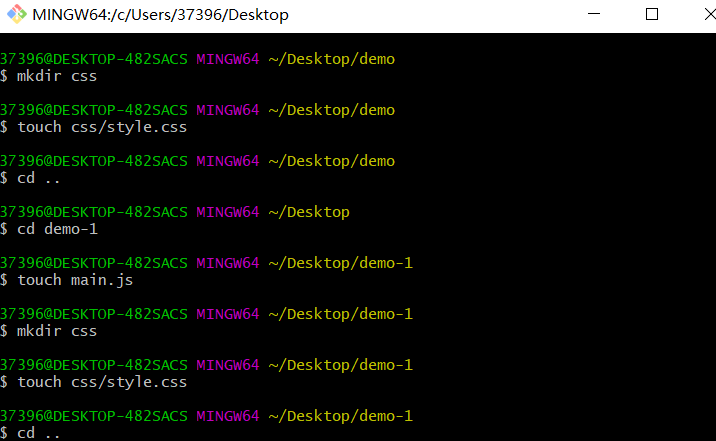 MINGW64:/c/Users/37396/Desktop
37396@DESKTOP-482SACS MINGW64 ~/Desktop/demo
$ mkdir css
37396@DESKTOP-482SACS MINGW64 ~/Desktop/demo
$ touch css/style.css
37396@DESKTOP-482SACS MINGW64 ~/Desktop/demo
$ cd ..
37396@DESKTOP-482SACS MINGW64 ~/Desktop
$ cd demo-1
37396@DESKTOP-482SACS MINGW64 ~/Desktop/demo-1
$ touch main.js
37396@DESKTOP-482SACS MINGW64 ~/Desktop/demo-1
$ mkdir css
37396@DESKTOP-482SACS MINGW64 ~/Desktop/demo-1
$ touch css/style.css
37396@DESKTOP-482SACS MINGW64 ~/Desktop/demo-1
$ cd ..